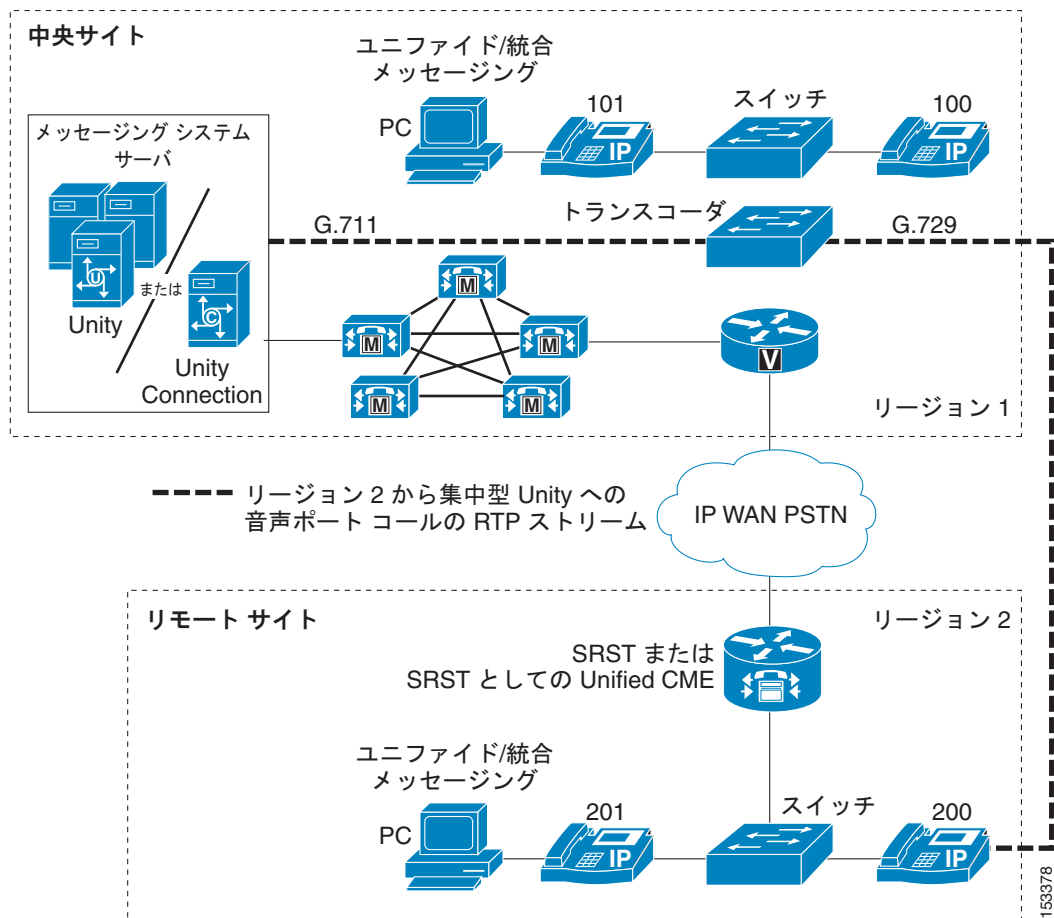 中央サイト
ユニファイド/統合
メッセージング
PC
101
IP
スイッチ
100
IP
メッセージング システム
サーバ
U
または
C
Unity
Unity
Connection
G.711
トランスコーダ
G.729
M
M
M
M
M
V
リージョン 1
リージョン 2 から集中型 Unity への
音声ポート コールの RTP ストリーム
IP WAN PSTN
リモート サイト
リージョン 2
SRST または
SRST としての Unified CME
ユニファイド/統合
メッセージング
PC
201
IP
スイッチ
200
IP
153378